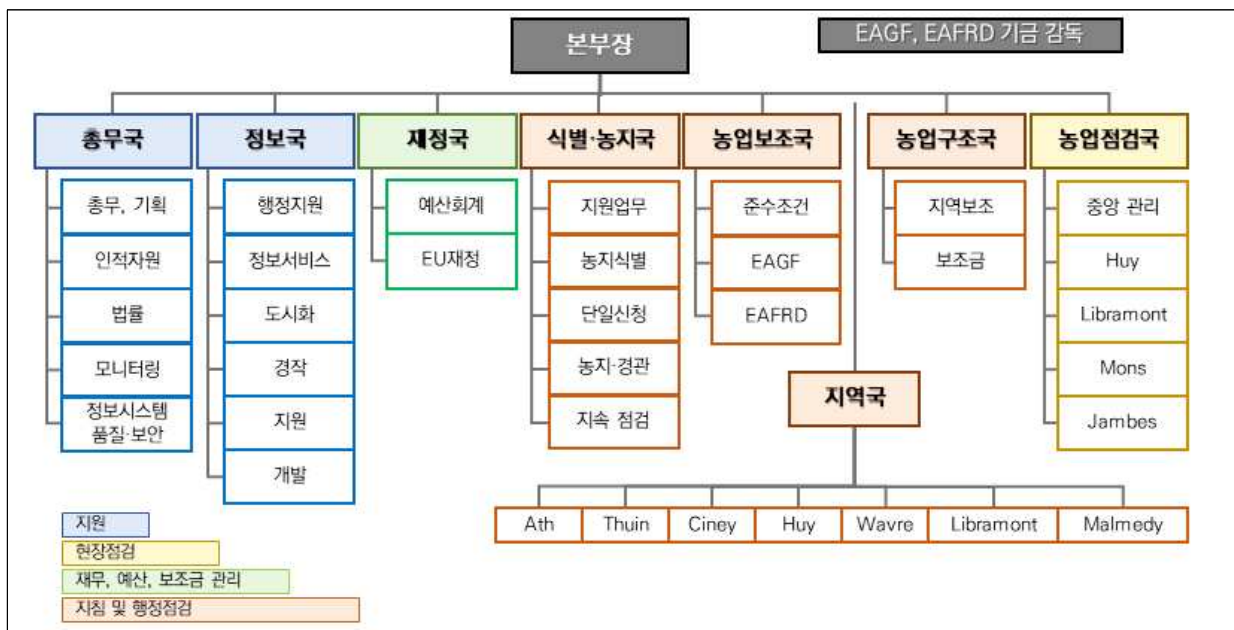 본부장
EAGF, EAFRD 기금 감독
총무국
정보국
재정국
식별·농지국
농업보조국
농업구조국
농업점검국
총무, 기획
인적자원
법률
모니터링
정보시스템
품질·보안
행정지원
정보서비스
도시화
경작
지원
개발
예산회계
EU재정
지원업무
농지식별
단일신청
농지·경관
지속 점검
준수조건
EAGF
EAFRD
지역보조
보조금
중앙 관리
Huy
Libramont
Mons
Jambes
지역국
Ath
Thuin
Ciney
Huy
Wavre
Libramont
Malmedy
지원
현장점검
재무, 예산, 보조금 관리
지침 및 행정점검